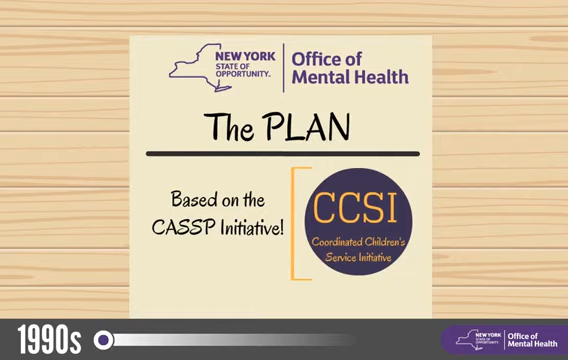 NEW YORK
STATE OF
OPPORTUNITY.
Office of
Mental Health
The PLAN
Based on the
CASSP Initiative!
CCSI
Coordinated Children's
Service Initiative
1990s
NEW YORK
STATE OF
OPPORTUNITY.
Office of
Mental Health